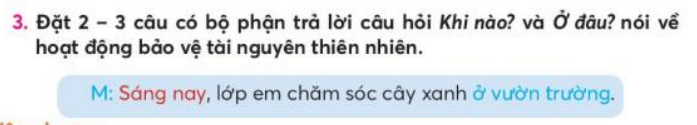 3. Đặt 2 – 3 câu có bộ phận trả lời câu hỏi Khi nào? và Ở đâu? nói về
hoạt động bảo vệ tài nguyên thiên nhiên.
M: Sáng nay, lớp em chăm sóc cây xanh ở vườn trường.